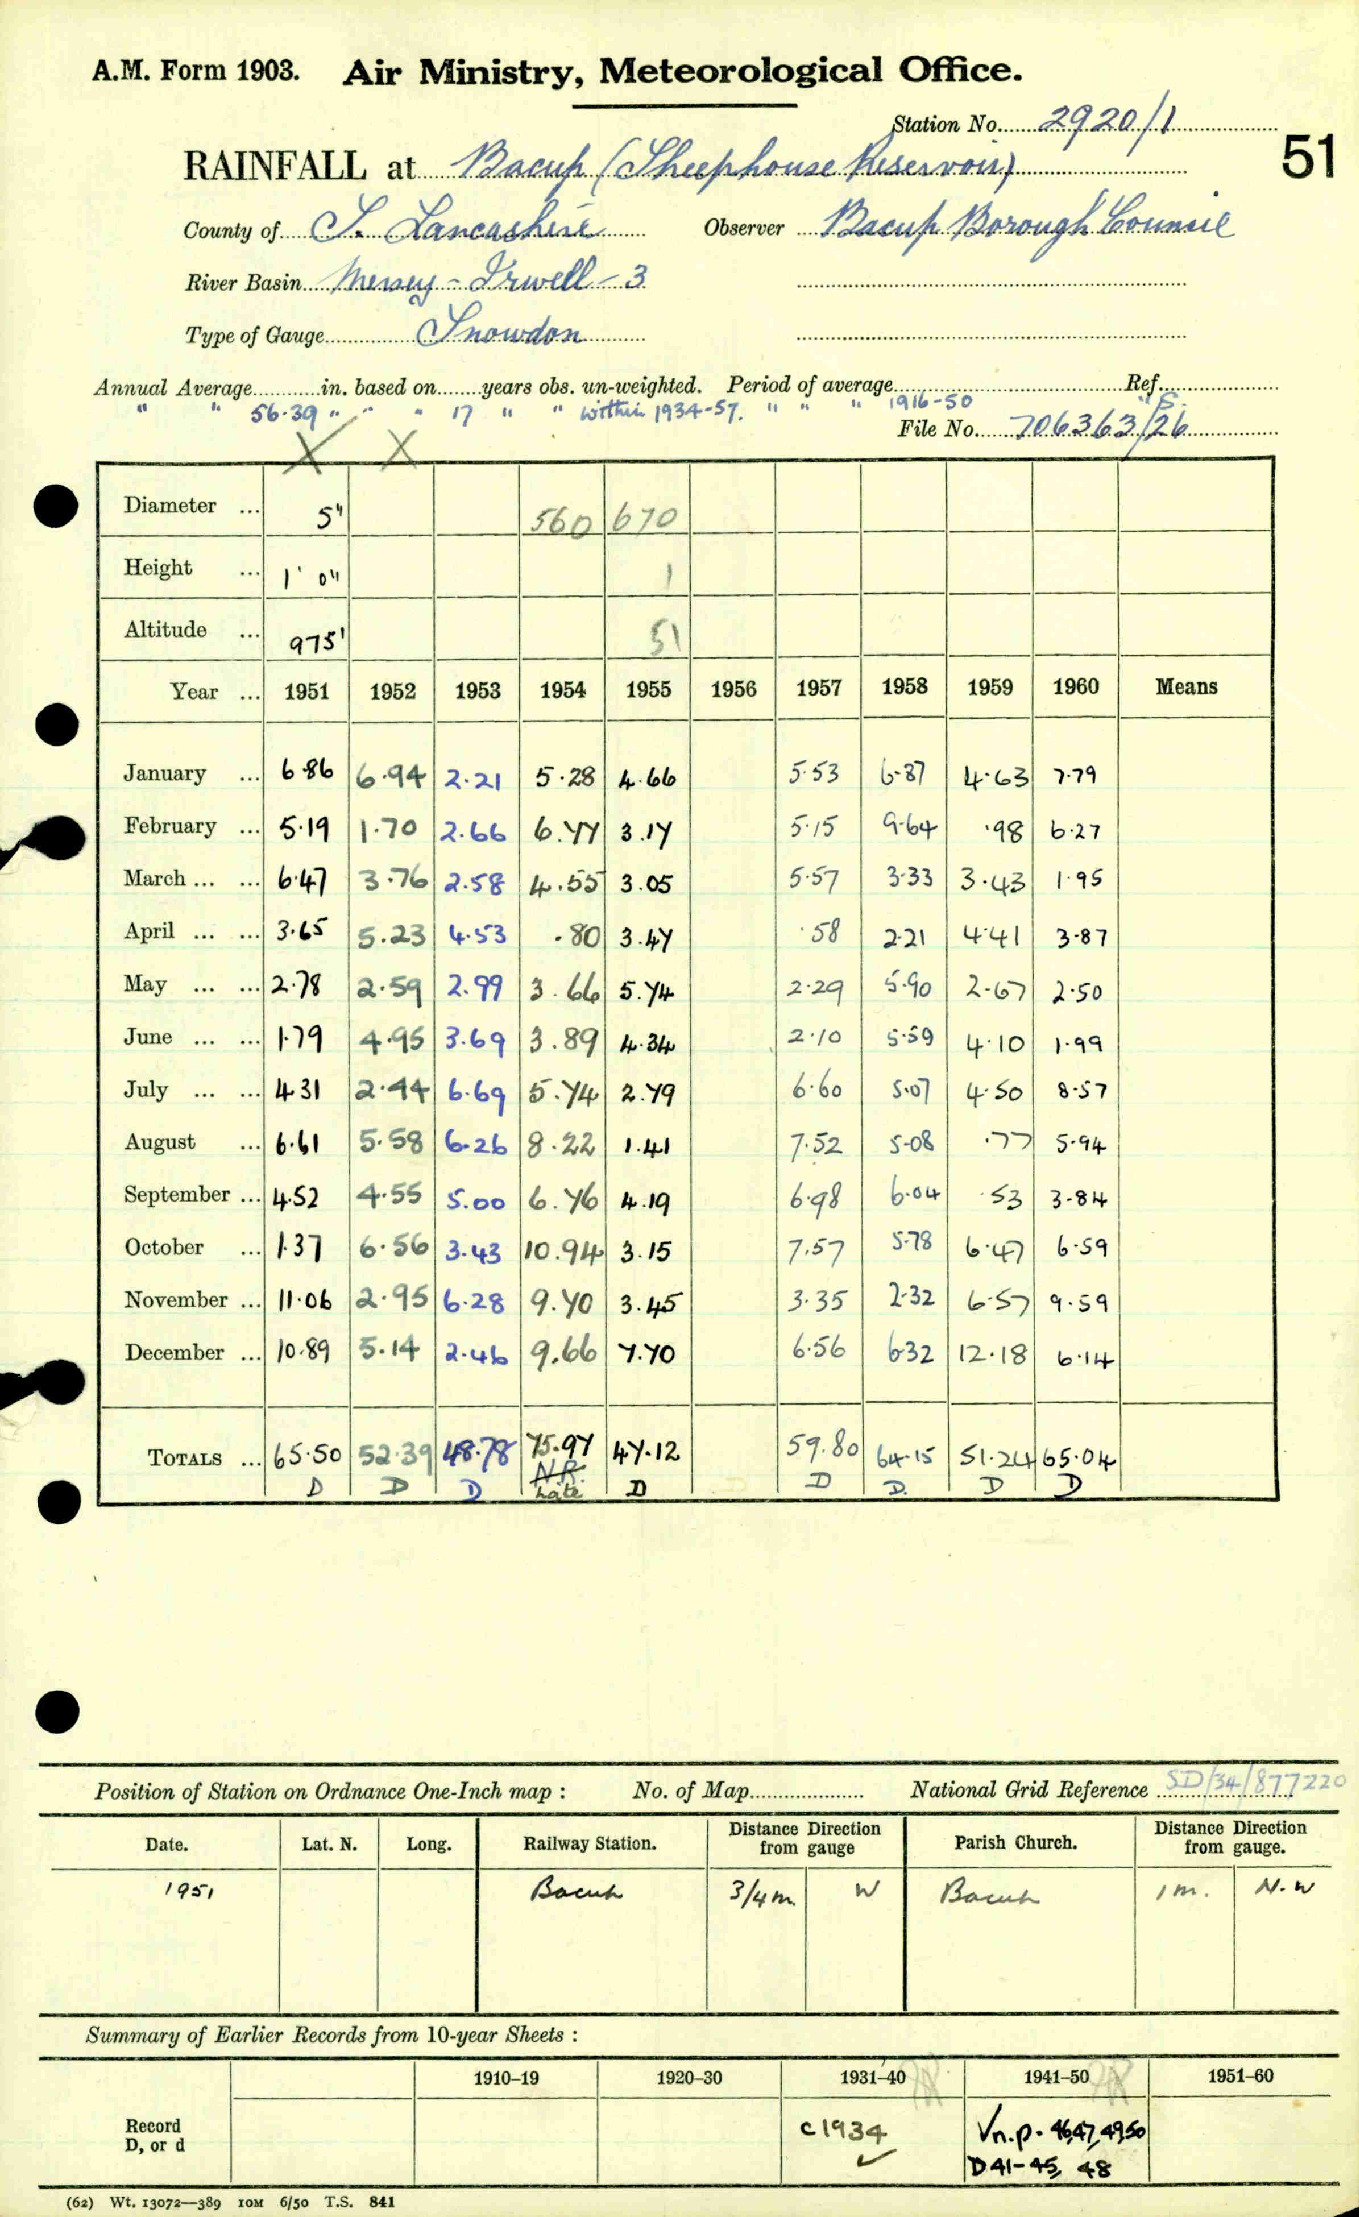 A.M. Form 1903. Air Ministry, Meteorological Office.
Station No. 2920/1
51
RAINFALL at Bacup (Sheephouse Reservoir)
County of S. Lancashire Observer Bacup Borough Council
River Basin Mersey - Irwell - 3
Type of Gauge Snowdon
Annual Average in. based on years obs. un-weighted. Period of average Ref.
" " 56.39 " " " 17 " " within 1934-57. " " " 1916-50 "S.
File No. 706363/26
X X
Diameter ... 5" 560 670
Height ... 1' 0" 1
Altitude ... 975' 51
Year ... 1951 1952 1953 1954 1955 1956 1957 1958 1959 1960 Means
January ... 6.86 6.94 2.21 5.28 4.66 5.53 6.87 4.63 7.79
February ... 5.19 1.70 2.66 6.77 3.17 5.15 9.64 .98 6.27
March ... ... 6.47 3.76 2.58 4.55 3.05 5.57 3.33 3.43 1.95
April ... ... 3.65 5.23 4.53 .80 3.47 .58 2.21 4.41 3.87
May ... ... 2.78 2.59 2.99 3.66 5.74 2.29 5.90 2.67 2.50
June ... ... 1.79 4.95 3.69 3.89 4.34 2.10 5.59 4.10 1.99
July ... ... 4.31 2.44 6.69 5.74 2.79 6.60 5.07 4.50 8.57
August ... 6.61 5.58 6.26 8.22 1.41 7.52 5.08 .77 5.94
September ... 4.52 4.55 5.00 6.76 4.19 6.98 6.04 .53 3.84
October ... 1.37 6.56 3.43 10.94 3.15 7.57 5.78 6.47 6.59
November ... 11.06 2.95 6.28 9.70 3.45 3.35 2.32 6.57 9.59
December ... 10.89 5.14 2.46 9.66 7.70 6.56 6.32 12.18 6.14
TOTALS ... 65.50 52.39 48.78 75.97 47.12 59.80 64.15 51.24 65.04
N.R.
D D D Late D D D. D D
Position of Station on Ordnance One-Inch map : No. of Map National Grid Reference SD/34/877220
Date. Lat. N. Long. Railway Station. Distance from Direction gauge Parish Church. Distance from Direction gauge.
1951 Bacup 3/4 m. W Bacup 1 m. N.W
Summary of Earlier Records from 10-year Sheets :
1910–19 1920–30 1931–40 1941–50 1951–60
Record
D, or d
c1934 Vn.p. 46,47,49,50
✓ D 41-45, 48
(62) Wt. 13072—389 10M 6/50 T.S. 841